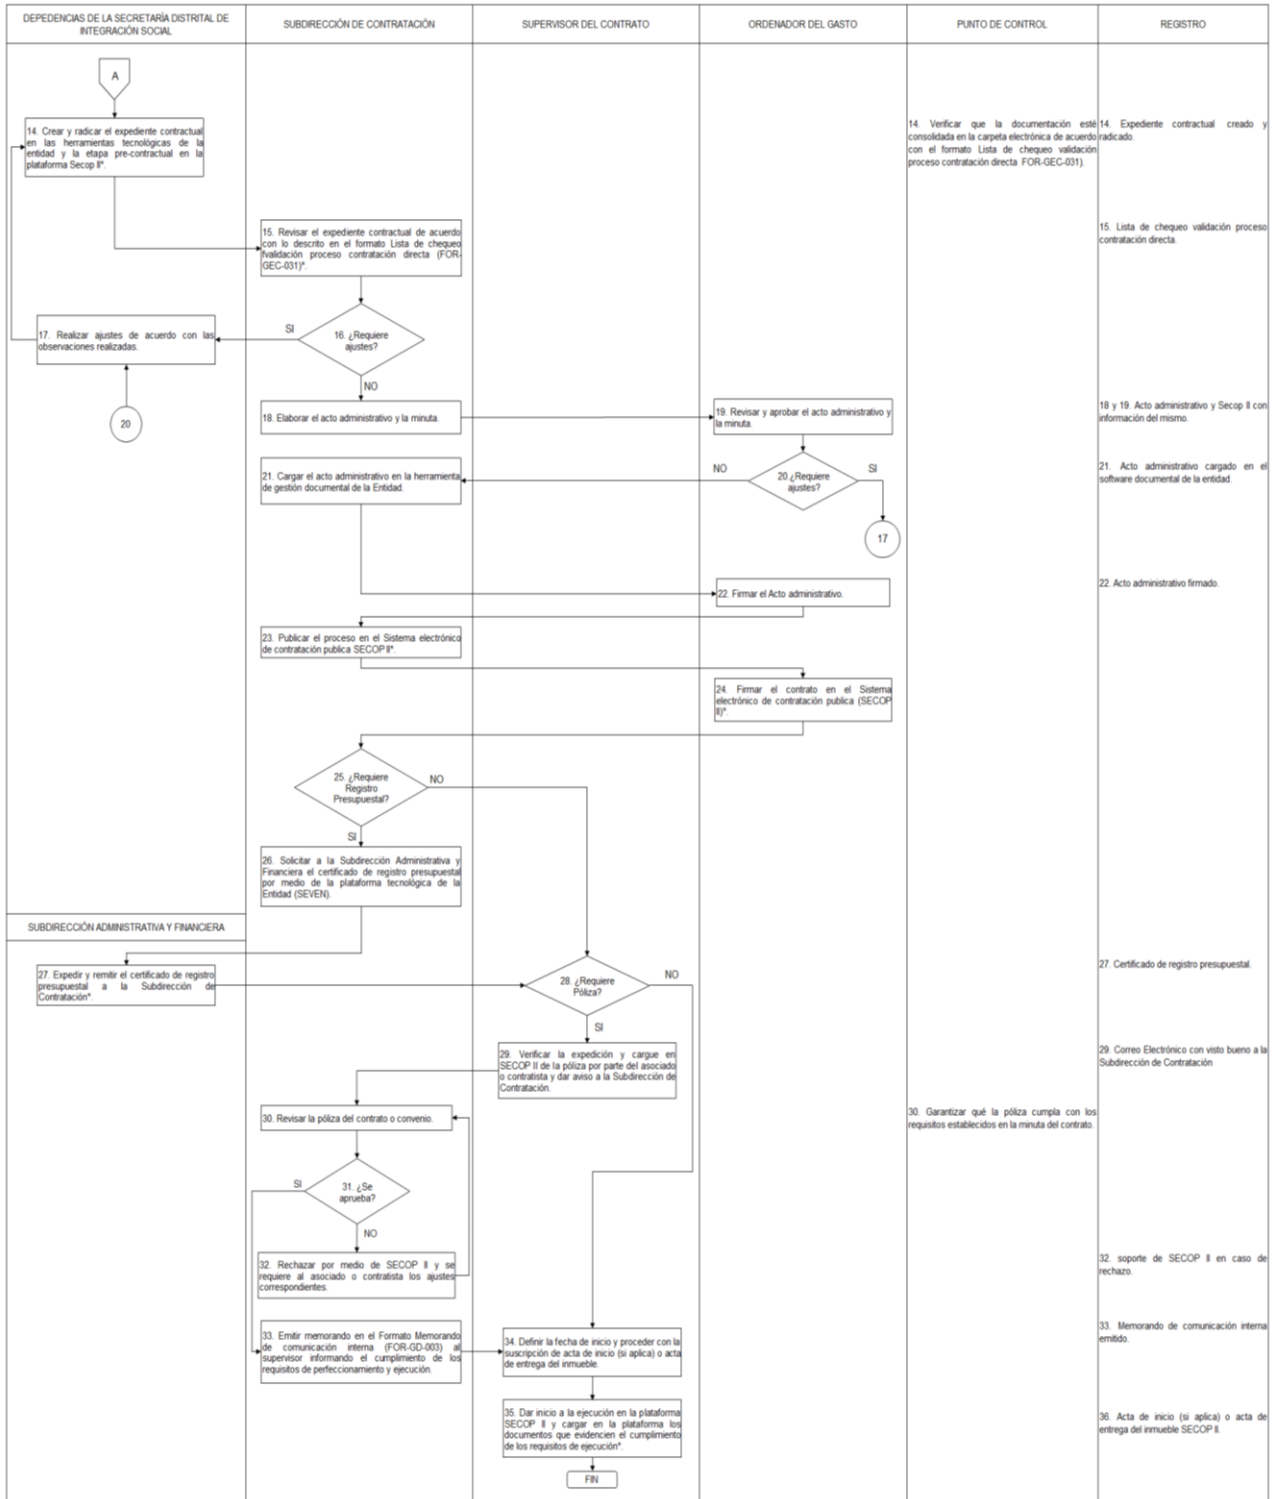 DEPEDENCIAS DE LA SECRETARÍA DISTRITAL DE
INTEGRACIÓN SOCIAL
SUBDIRECCIÓN DE CONTRATACIÓN
SUPERVISOR DEL CONTRATO
ORDENADOR DEL GASTO
PUNTO DE CONTROL
REGISTRO
A
14. Crear y radicar el expediente contractual
en las herramientas tecnológicas de la
entidad y la etapa pre-contractual en la
plataforma Secop II*.
14. Verificar que la documentación esté
consolidada en la carpeta electrónica de acuerdo
con el formato Lista de chequeo validación
proceso contratación directa FOR-GEC-031).
14. Expediente contractual creado y
radicado.
15. Revisar el expediente contractual de acuerdo
con lo descrito en el formato Lista de chequeo
fvalidación proceso contratación directa (FOR-
GEC-031)*.
15. Lista de chequeo validación proceso
contratación directa.
16. ¿Requiere
ajustes?
SI
NO
17. Realizar ajustes de acuerdo con las
observaciones realizadas.
20
18. Elaborar el acto administrativo y la minuta.
19. Revisar y aprobar el acto administrativo y
la minuta.
18 y 19. Acto administrativo y Secop II con
información del mismo.
20.¿Requiere
ajustes?
NO
SI
17
21. Cargar el acto administrativo en la herramienta
de gestión documental de la Entidad.
21. Acto administrativo cargado en el
software documental de la entidad.
22. Firmar el Acto administrativo.
22. Acto administrativo firmado.
23. Publicar el proceso en el Sistema electrónico
de contratación publica SECOP II*.
24. Firmar el contrato en el Sistema
electrónico de contratación publica (SECOP
II)*.
25. ¿Requiere
Registro
Presupuestal?
NO
SI
26. Solicitar a la Subdirección Administrativa y
Financiera el certificado de registro presupuestal
por medio de la plataforma tecnológica de la
Entidad (SEVEN).
SUBDIRECCIÓN ADMINISTRATIVA Y FINANCIERA
27. Expedir y remitir el certificado de registro
presupuestal a la Subdirección de
Contratación*.
27. Certificado de registro presupuestal.
28. ¿Requiere
Póliza?
NO
SI
29. Verificar la expedición y cargue en
SECOP II de la póliza por parte del asociado
o contratista y dar aviso a la Subdirección de
Contratación.
29. Correo Electrónico con visto bueno a la
Subdirección de Contratación
30. Revisar la póliza del contrato o convenio.
30. Garantizar qué la póliza cumpla con los
requisitos establecidos en la minuta del contrato.
31. ¿Se
aprueba?
SI
NO
32. Rechazar por medio de SECOP II y se
requiere al asociado o contratista los ajustes
correspondientes.
32. soporte de SECOP II en caso de
rechazo.
33. Emitir memorando en el Formato Memorando
de comunicación interna (FOR-GD-003) al
supervisor informando el cumplimiento de los
requisitos de perfeccionamiento y ejecución.
33. Memorando de comunicación interna
emitido.
34. Definir la fecha de inicio y proceder con la
suscripción de acta de inicio (si aplica) o acta
de entrega del inmueble.
35. Dar inicio a la ejecución en la plataforma
SECOP II y cargar en la plataforma los
documentos que evidencien el cumplimiento
de los requisitos de ejecución*.
36. Acta de inicio (si aplica) o acta de
entrega del inmueble SECOP II.
FIN